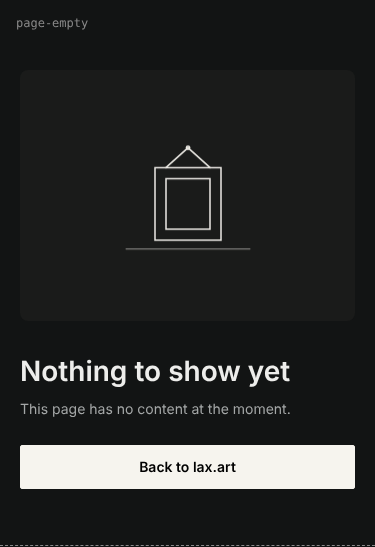 page-empty
Nothing to show yet
This page has no content at the moment.
Back to lax.art